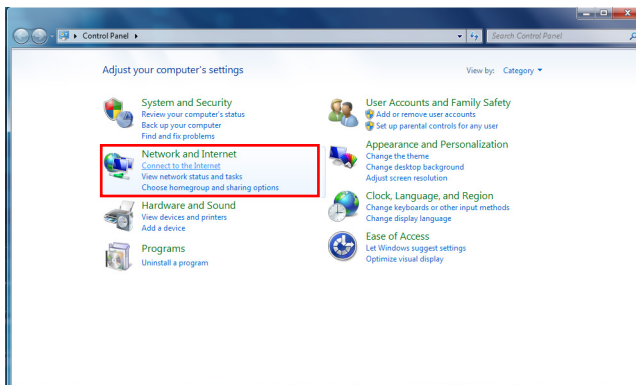 Control Panel
Search Control Panel
Adjust your computer's settings
View by: Category
System and Security
Review your computer's status
Back up your computer
Find and fix problems
Network and Internet
Connect to the Internet
View network status and tasks
Choose homegroup and sharing options
Hardware and Sound
View devices and printers
Add a device
Programs
Uninstall a program
User Accounts and Family Safety
Add or remove user accounts
Set up parental controls for any user
Appearance and Personalization
Change the theme
Change desktop background
Adjust screen resolution
Clock, Language, and Region
Change keyboards or other input methods
Change display language
Ease of Access
Let Windows suggest settings
Optimize visual display